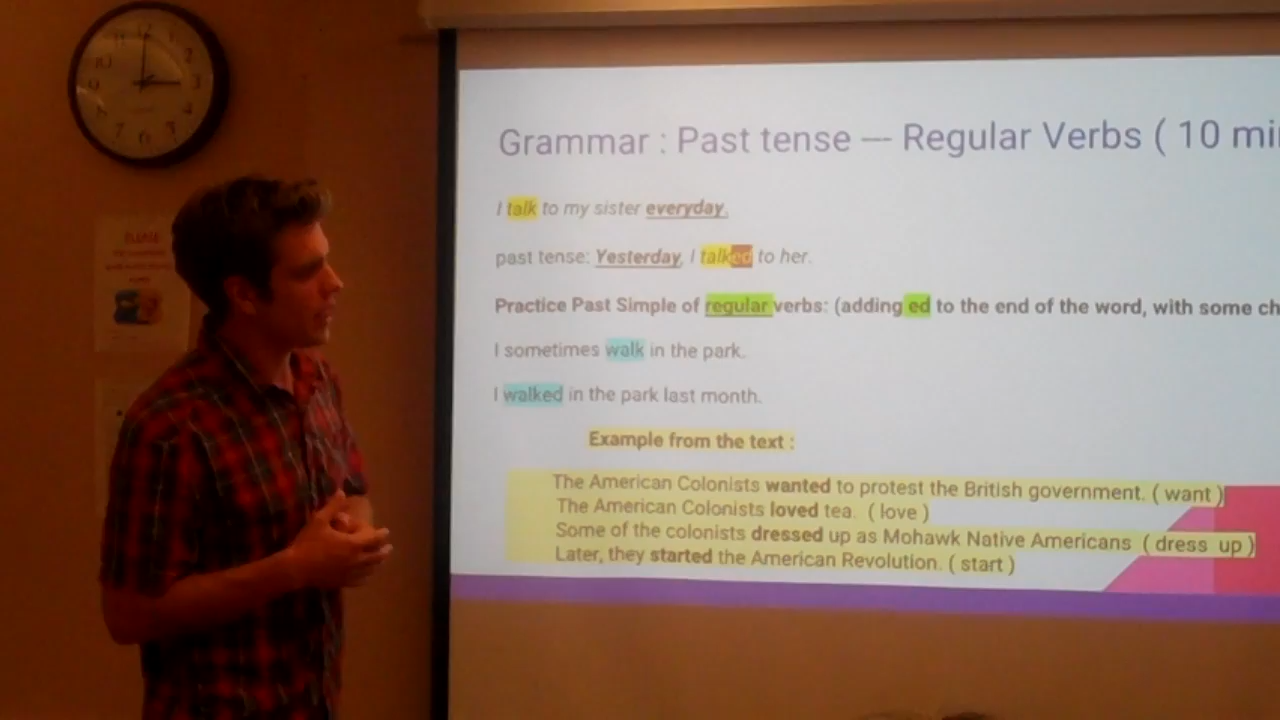 Grammar : Past tense — Regular Verbs ( 10
I talk to my sister everyday.
past tense: Yesterday, I talked to her.
Practice Past Simple of regular verbs: (adding ed to the end of the word, with some
I sometimes walk in the park.
I walked in the park last month.
Example from the text :
The American Colonists wanted to protest the British government. ( want )
The American Colonists loved tea. ( love )
Some of the colonists dressed up as Mohawk Native Americans ( dress up )
Later, they started the American Revolution. ( start )
PLEASE